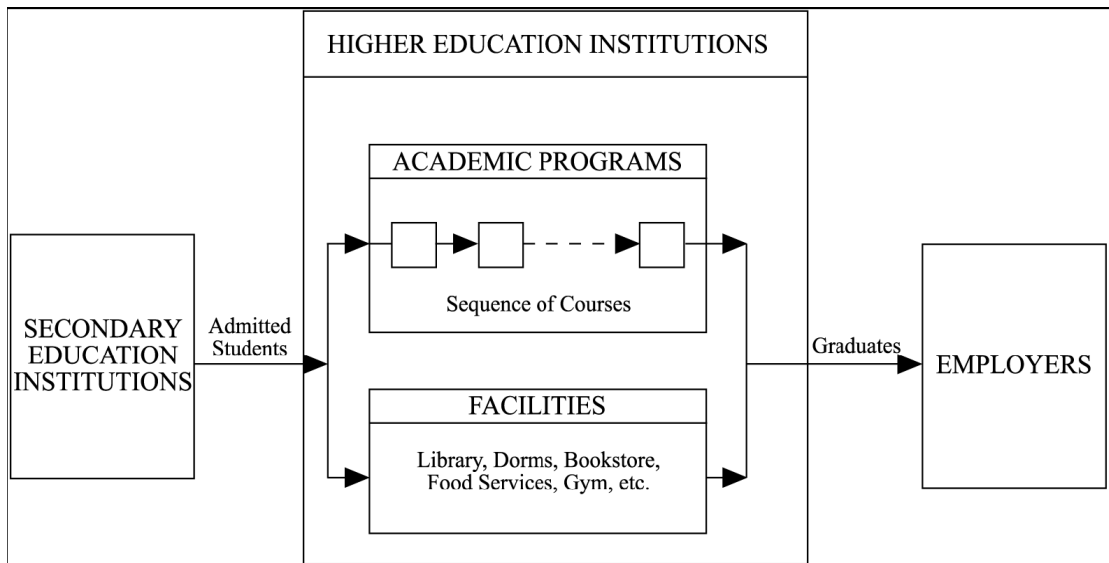 HIGHER EDUCATION INSTITUTIONS
ACADEMIC PROGRAMS
Sequence of Courses
SECONDARY
EDUCATION
INSTITUTIONS
Admitted
Students
Graduates
EMPLOYERS
FACILITIES
Library, Dorms, Bookstore,
Food Services, Gym, etc.